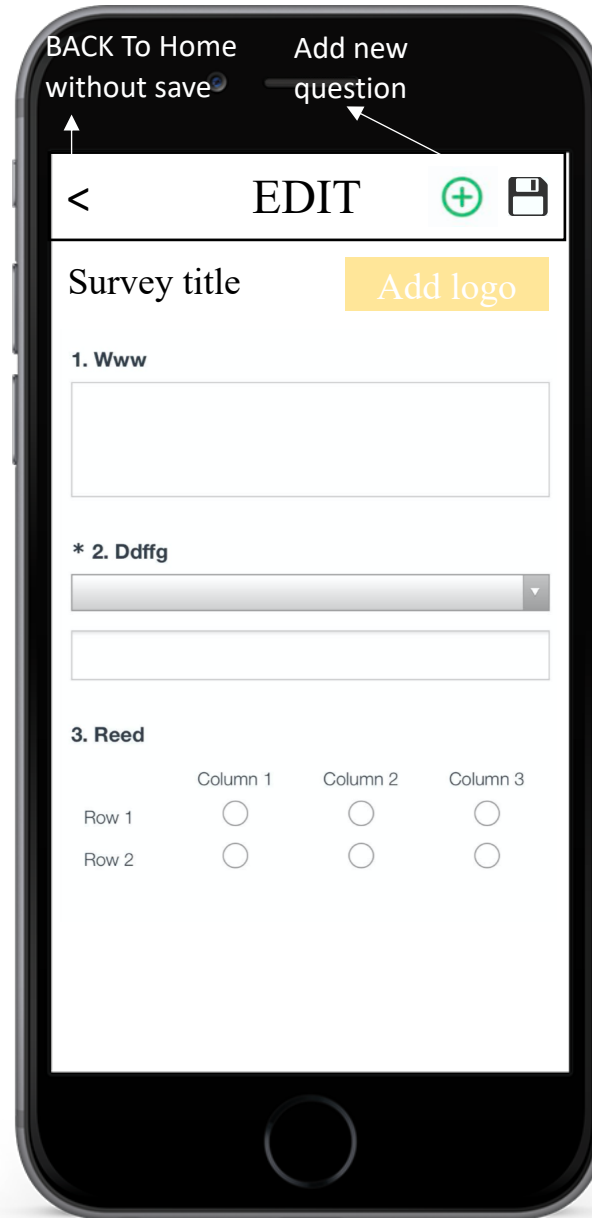 BACK To Home
without save
Add new
question
< EDIT
Survey title
Add logo
1. Www
* 2. Ddffg
3. Reed
Column 1 Column 2 Column 3
Row 1
Row 2